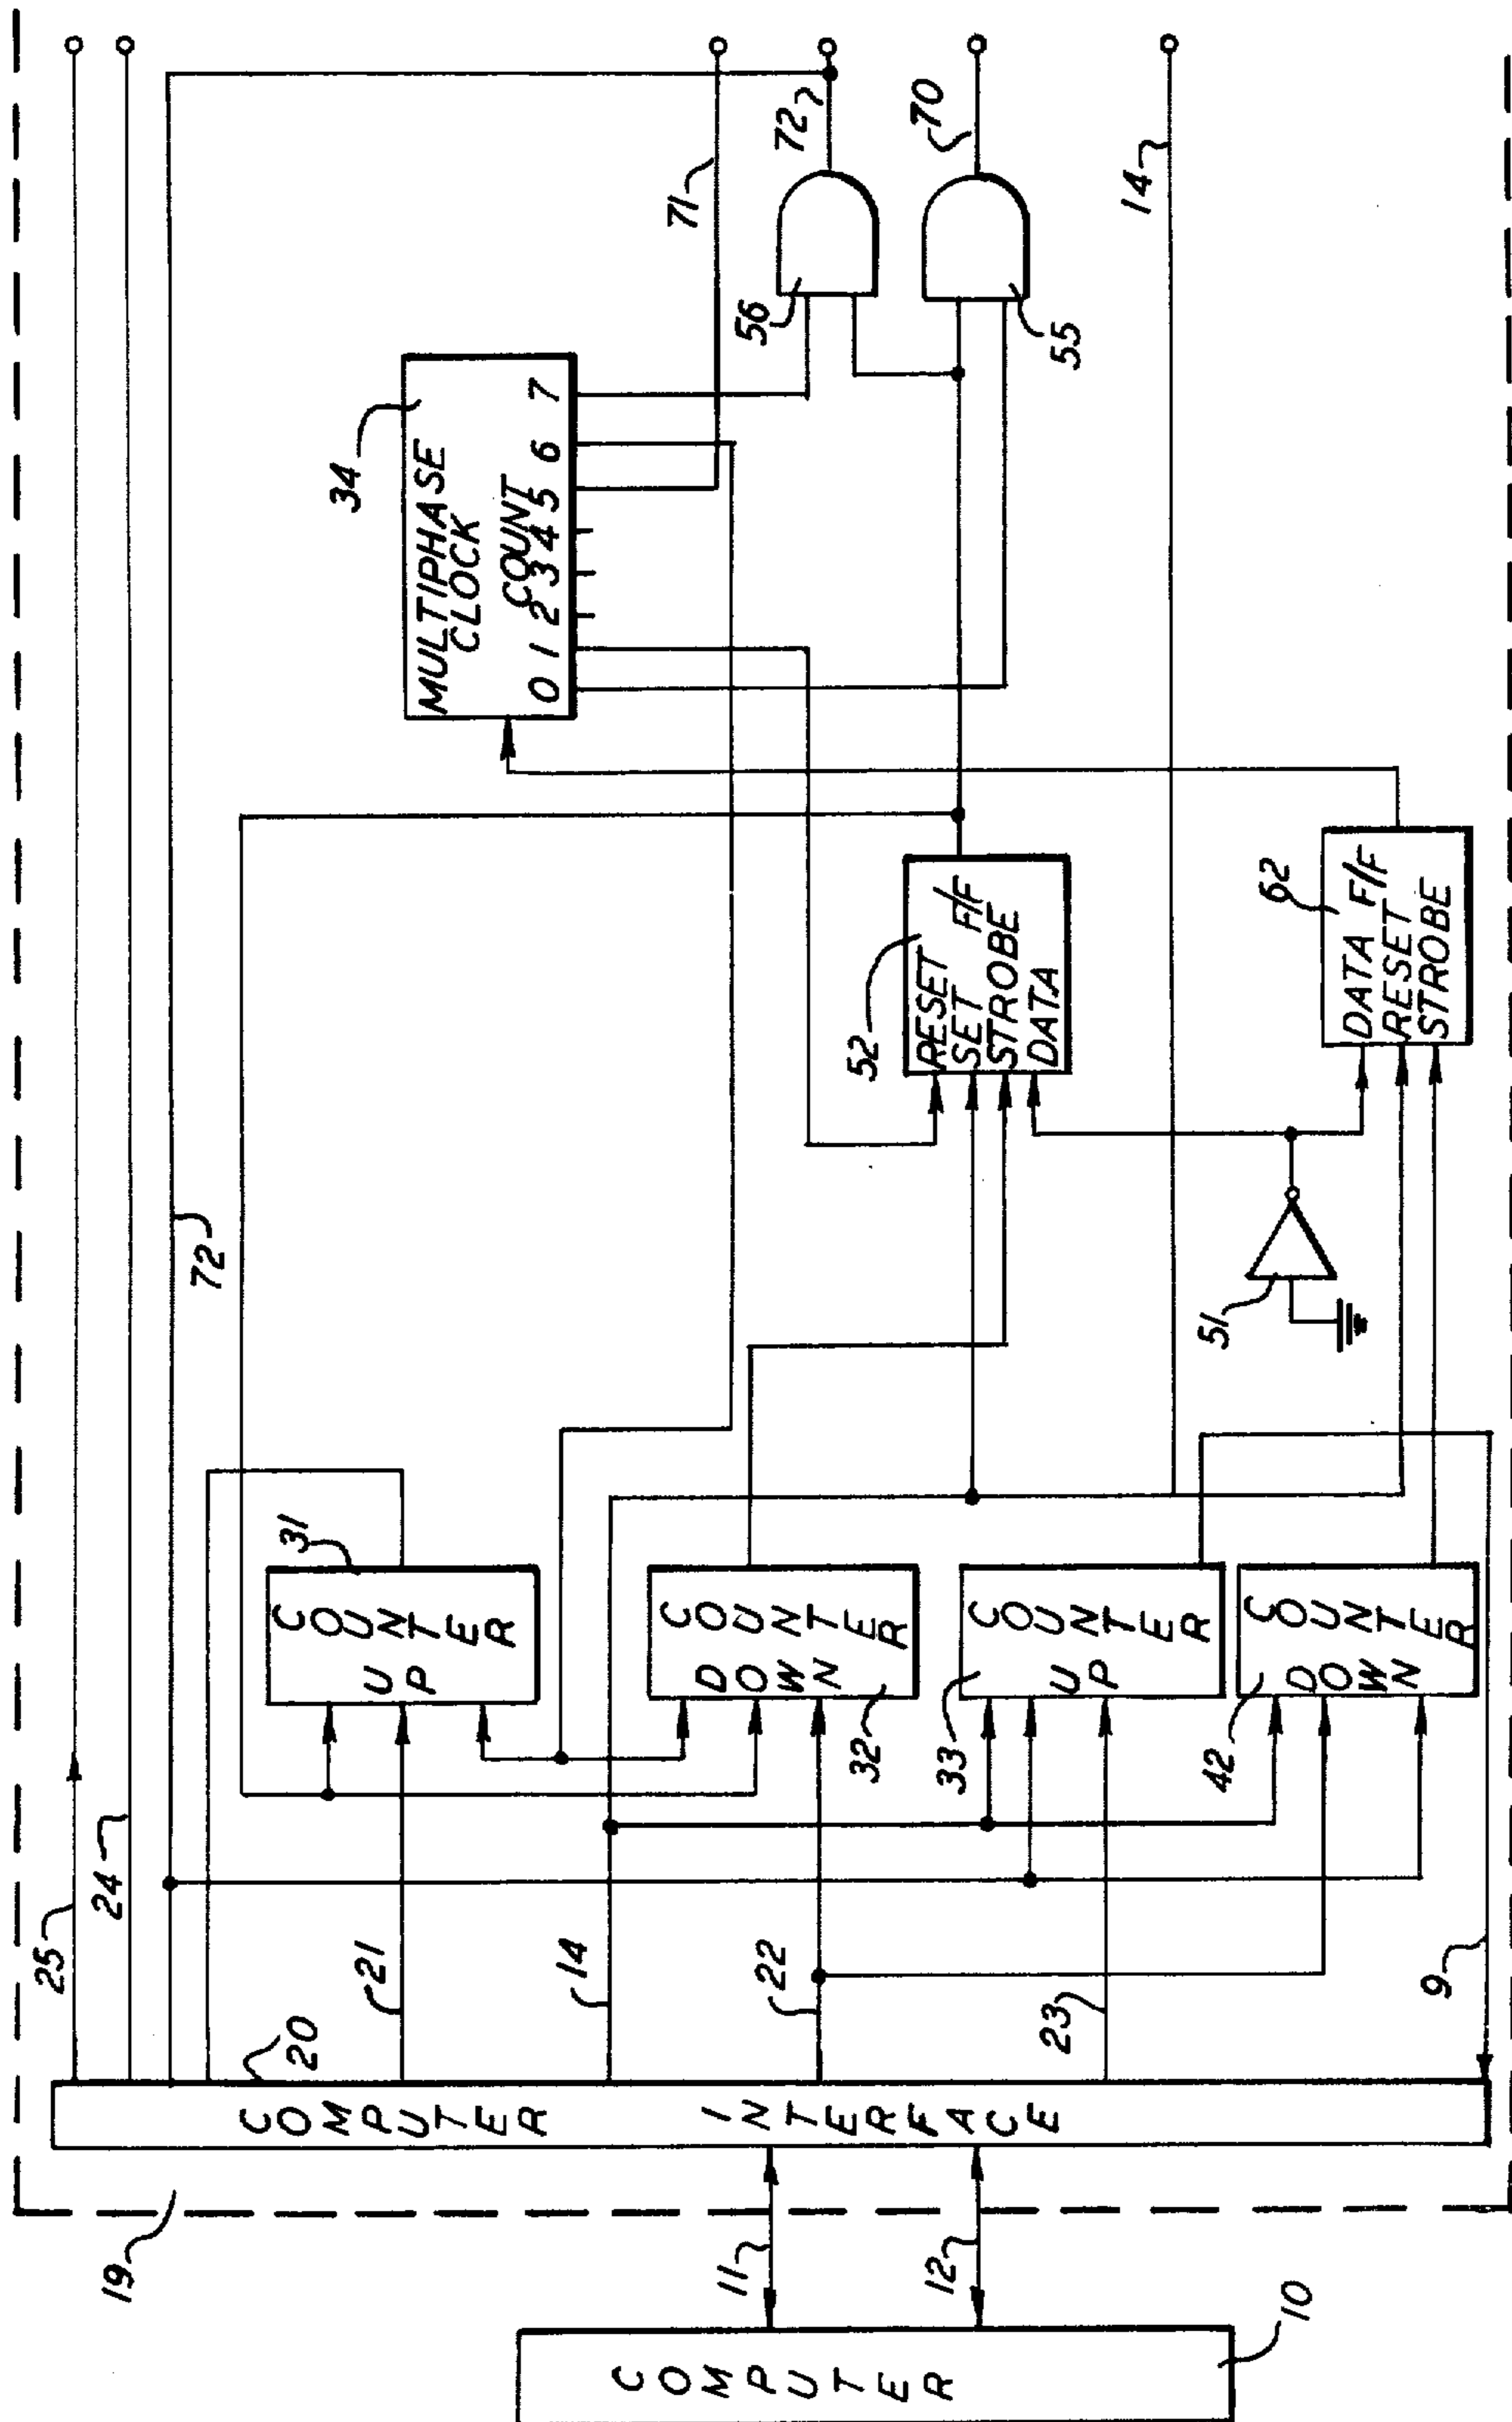 COMPUTER
10
11
12
19
COMPUTER INTERFACE
20
25
24
72
21
14
22
23
9
UP COUNTER
31
DOWN COUNTER
32
UP COUNTER
33
DOWN COUNTER
42
51
RESET
SET F/F
STROBE
DATA
52
DATA F/F
RESET
STROBE
62
MULTIPHASE
CLOCK
COUNT
0 1 2 3 4 5 6 7
34
56
55
71
72
70
14